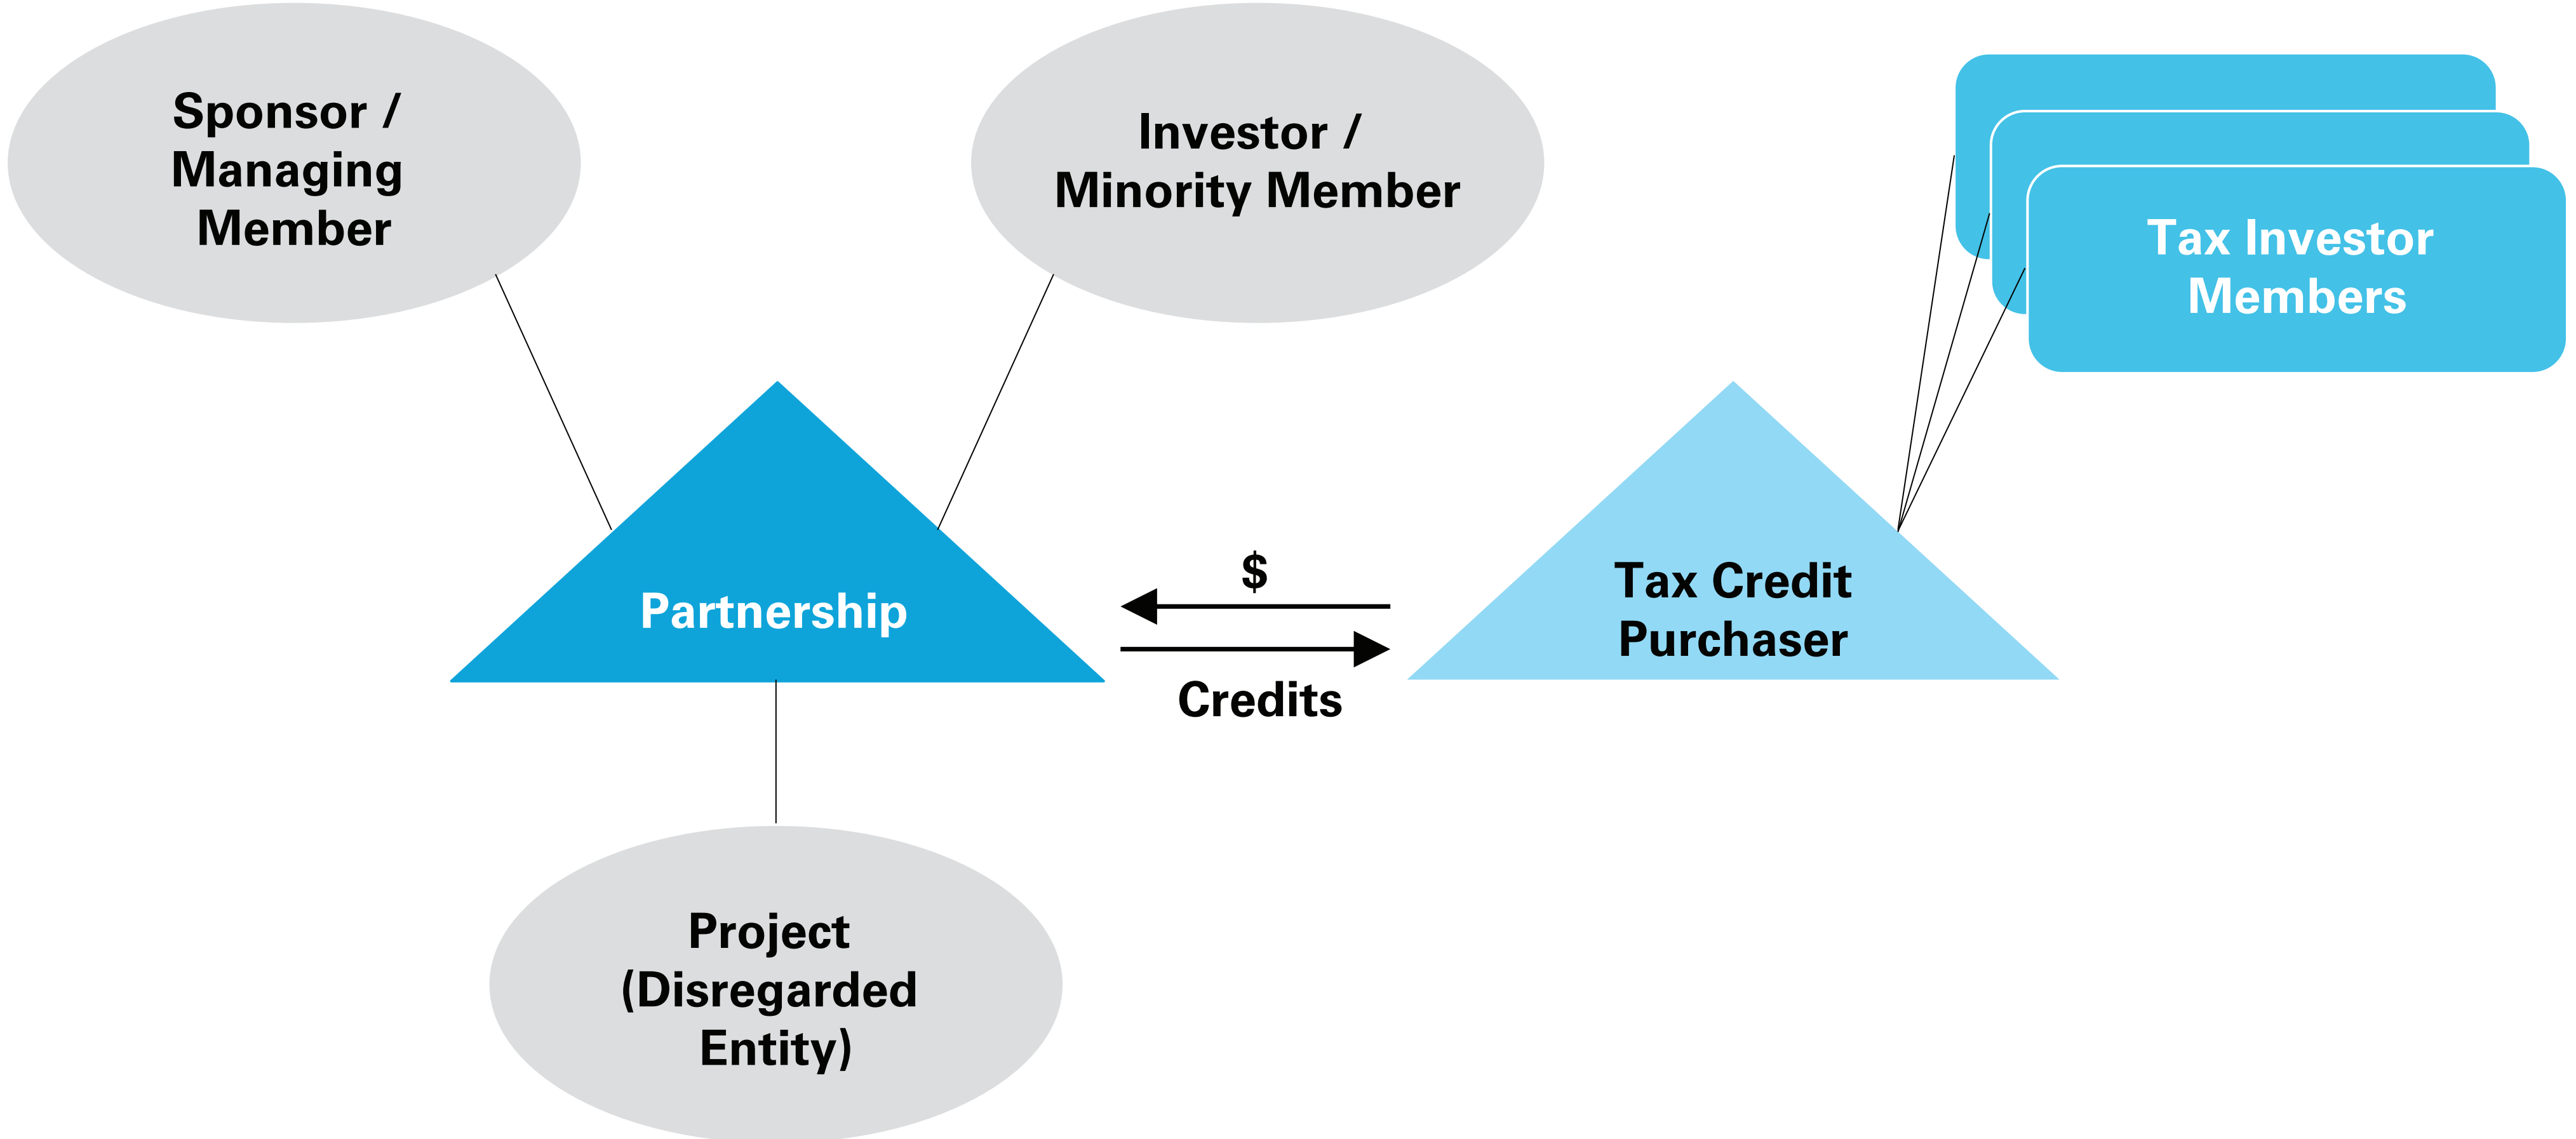 Sponsor /
Managing
Member
Investor /
Minority Member
Tax Investor
Members
Partnership
$
Credits
Tax Credit
Purchaser
Project
(Disregarded
Entity)